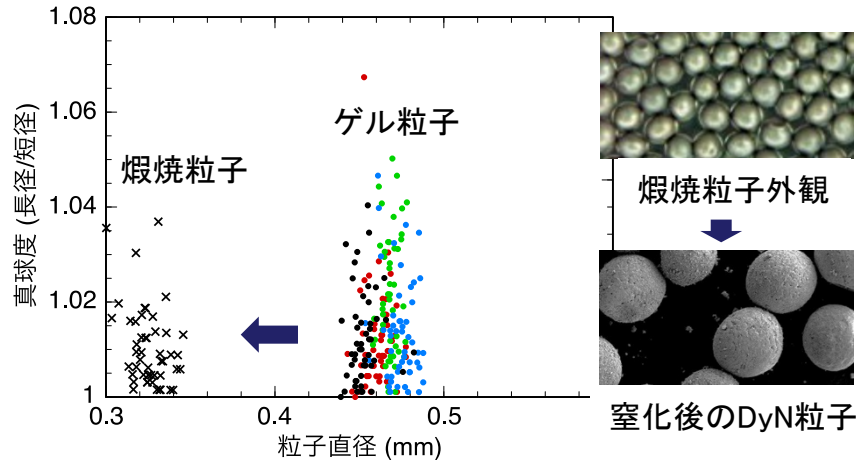 1.08
1.06
1.04
1.02
1
真球度 (長径/短径)
0.3
0.4
0.5
粒子直径 (mm)
煆焼粒子
ゲル粒子
煆焼粒子外観
窒化後のDyN粒子